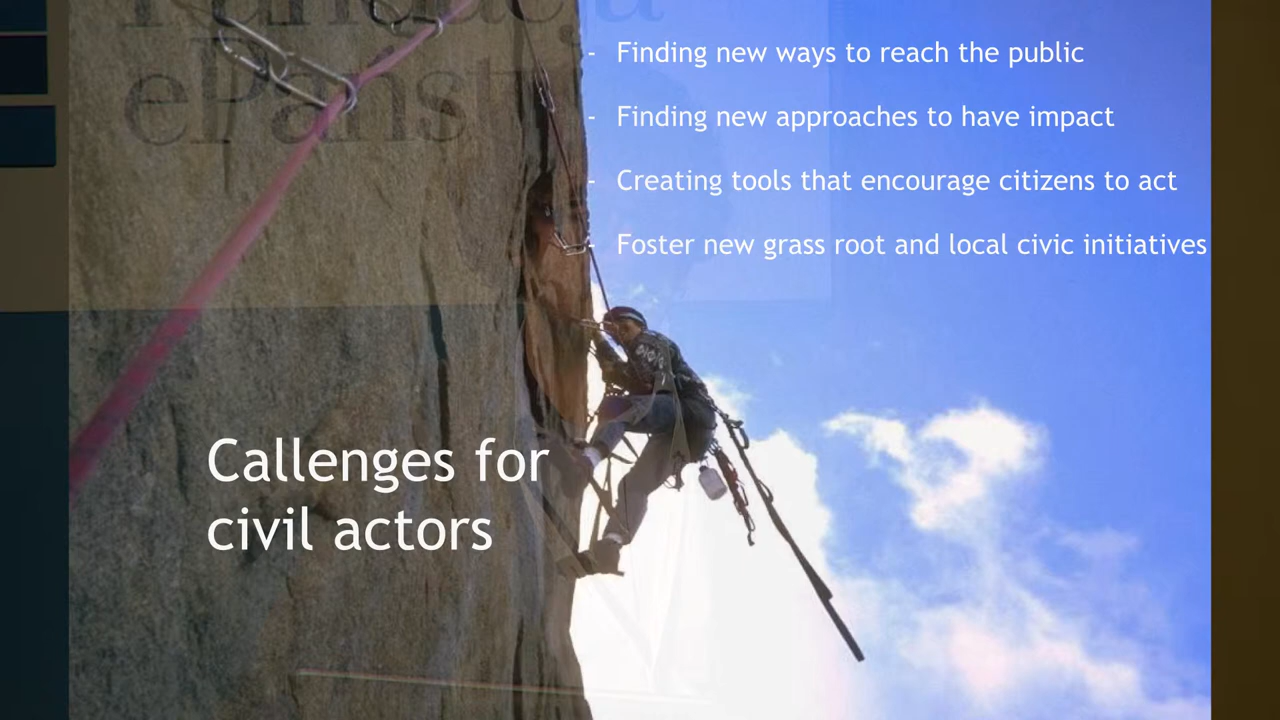 ePańst
- Finding new ways to reach the public
- Finding new approaches to have impact
- Creating tools that encourage citizens to act
- Foster new grass root and local civic initiatives
Callenges for
civil actors